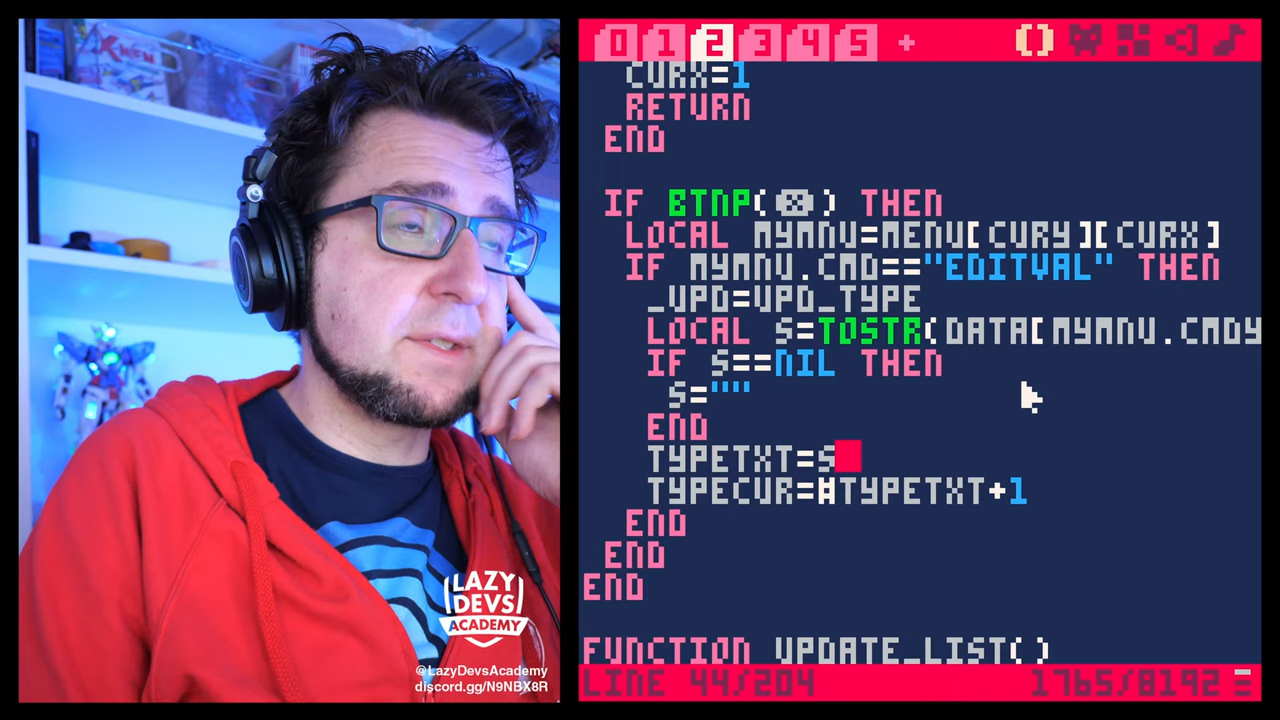 LAZY
DEVS
ACADEMY
@LazyDevsAcademy
discord.gg/N9NBX8R
0 1 2 3 4 5 +
CURX=1
RETURN
END
IF BTNP(❎) THEN
LOCAL MYMNU=MENU[CURY][CURX]
IF MYMNU.CMD=="EDITVAL" THEN
_UPD=UPD_TYPE
LOCAL S=TOSTR(DATA[MYMNU.CMDY
IF S==NIL THEN
S=""
END
TYPETXT=S
TYPECUR=#TYPETXT+1
END
END
END
FUNCTION UPDATE_LIST()
LINE 44/204 1765/8192